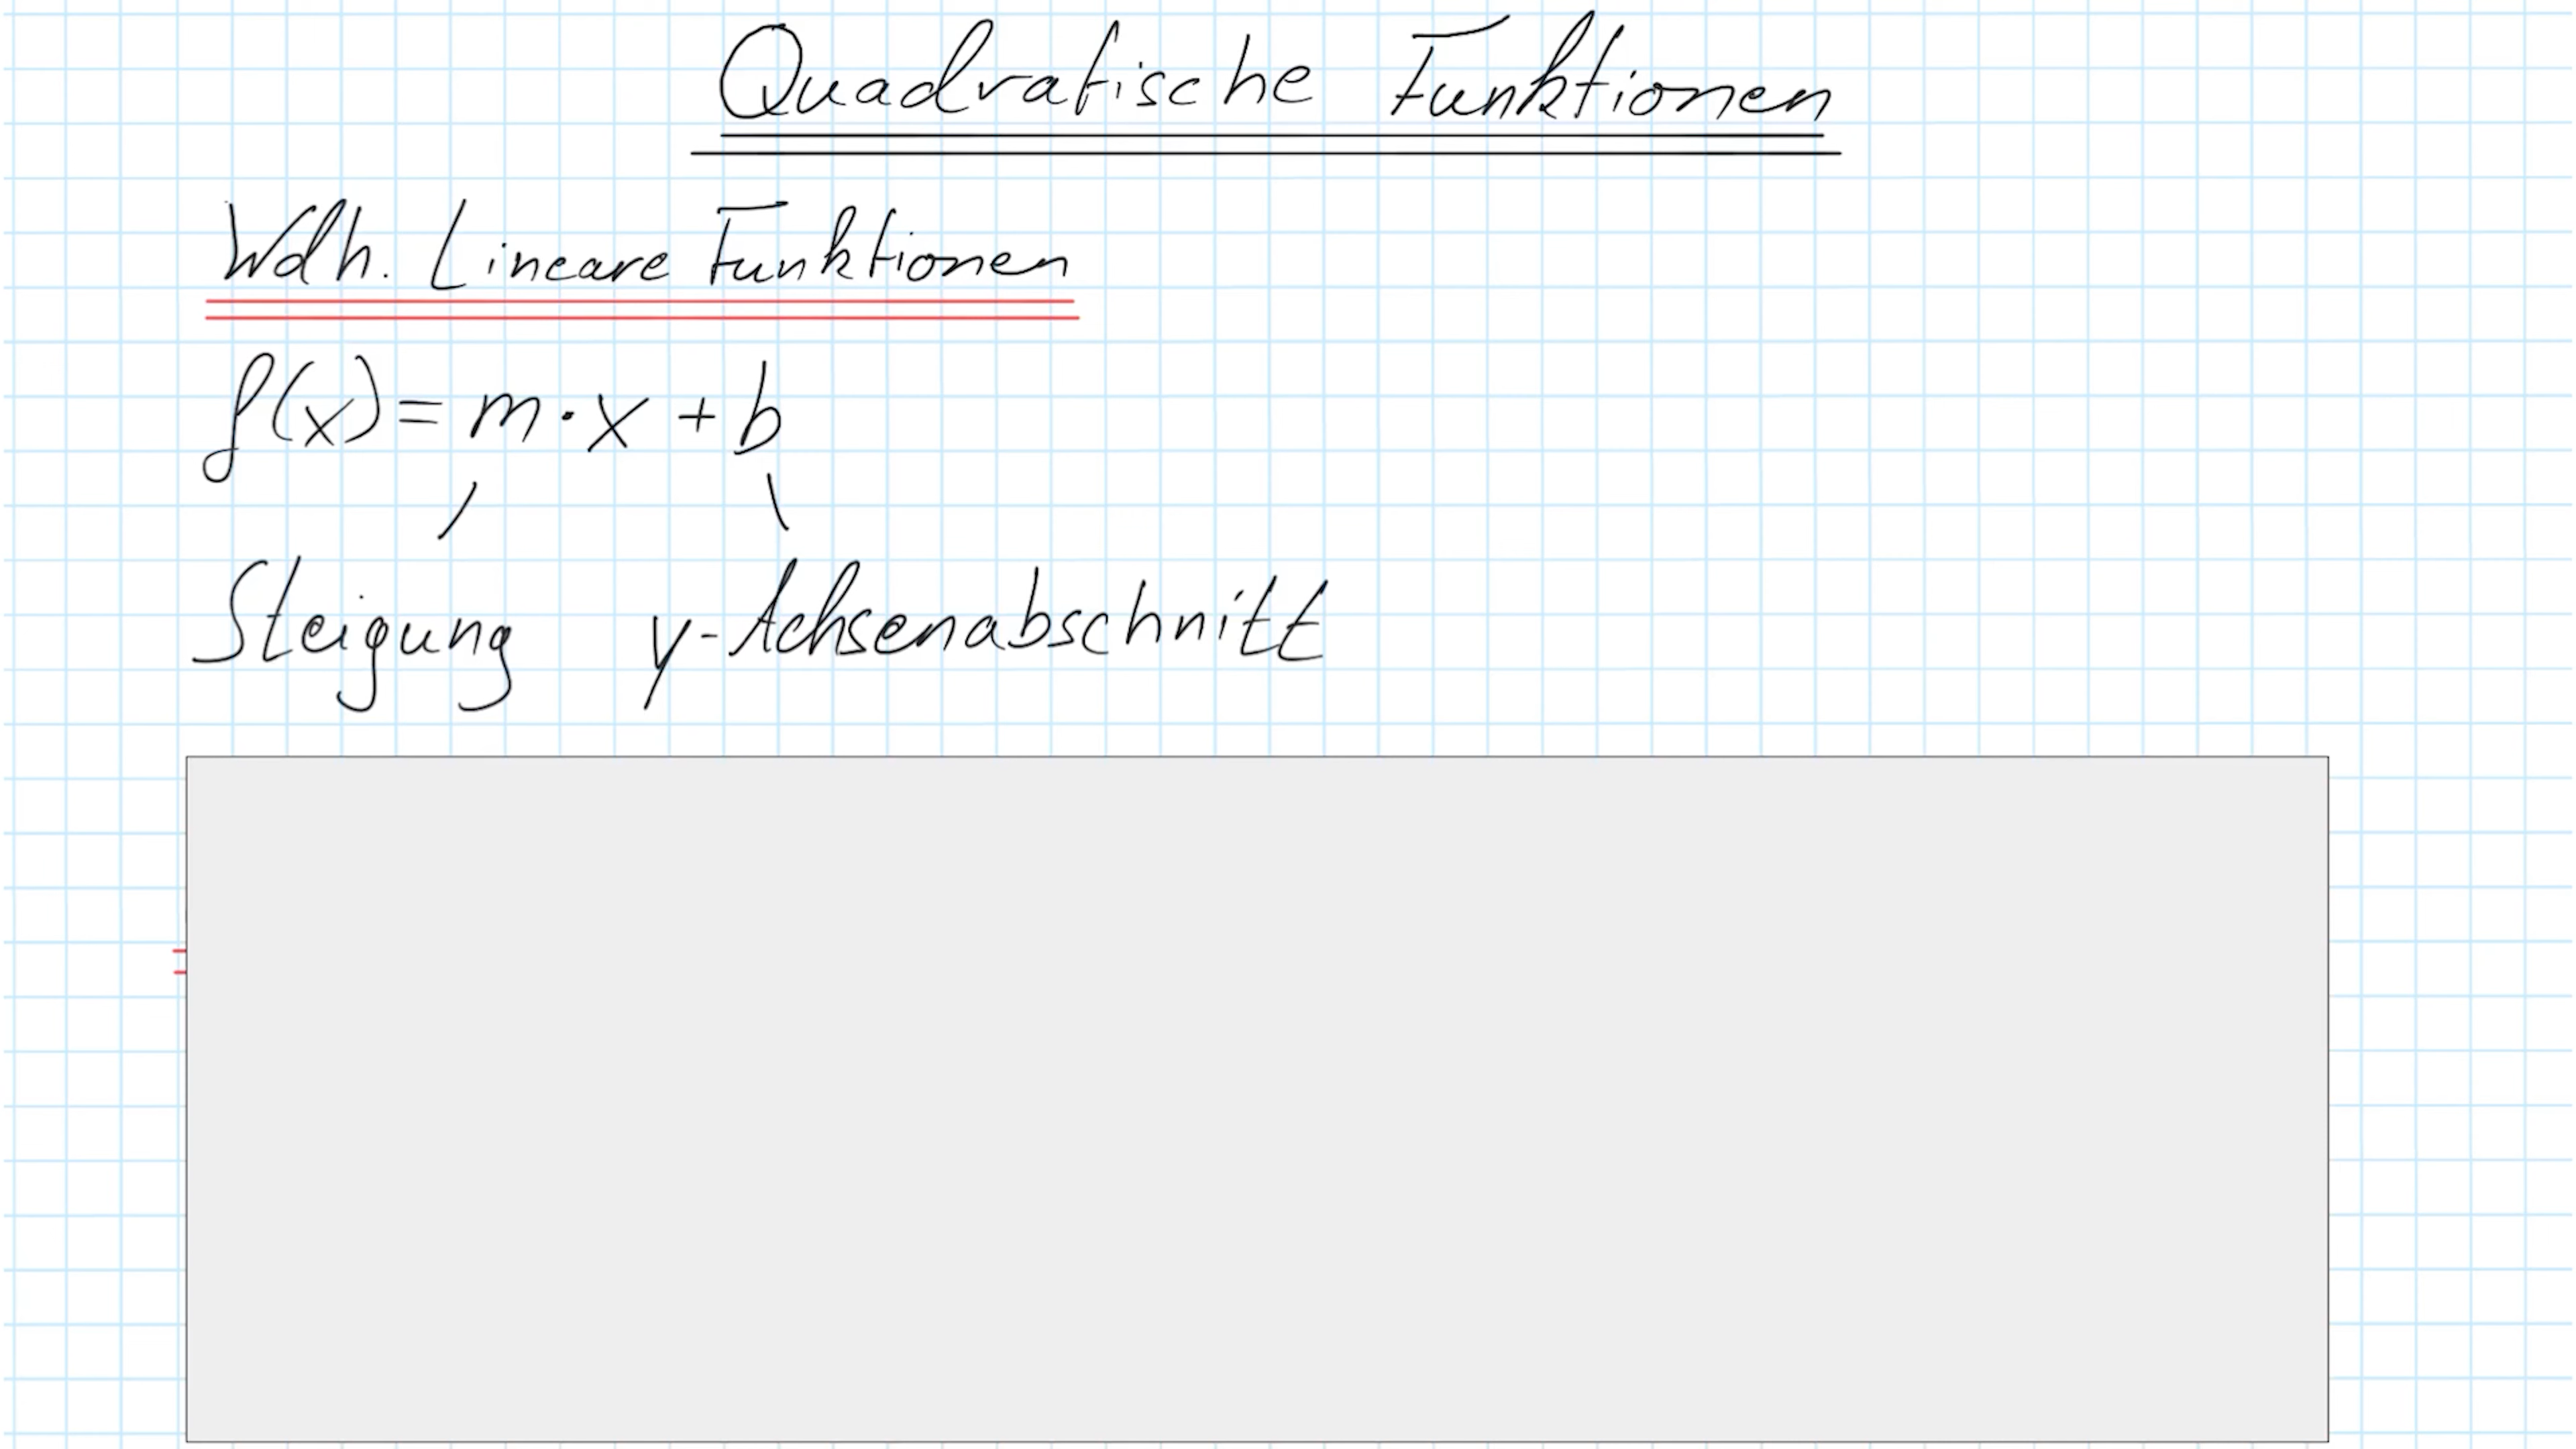 Quadratische Funktionen
Wdh. Lineare Funktionen
f(x)= m·x +b
Steigung y-Achsenabschnitt